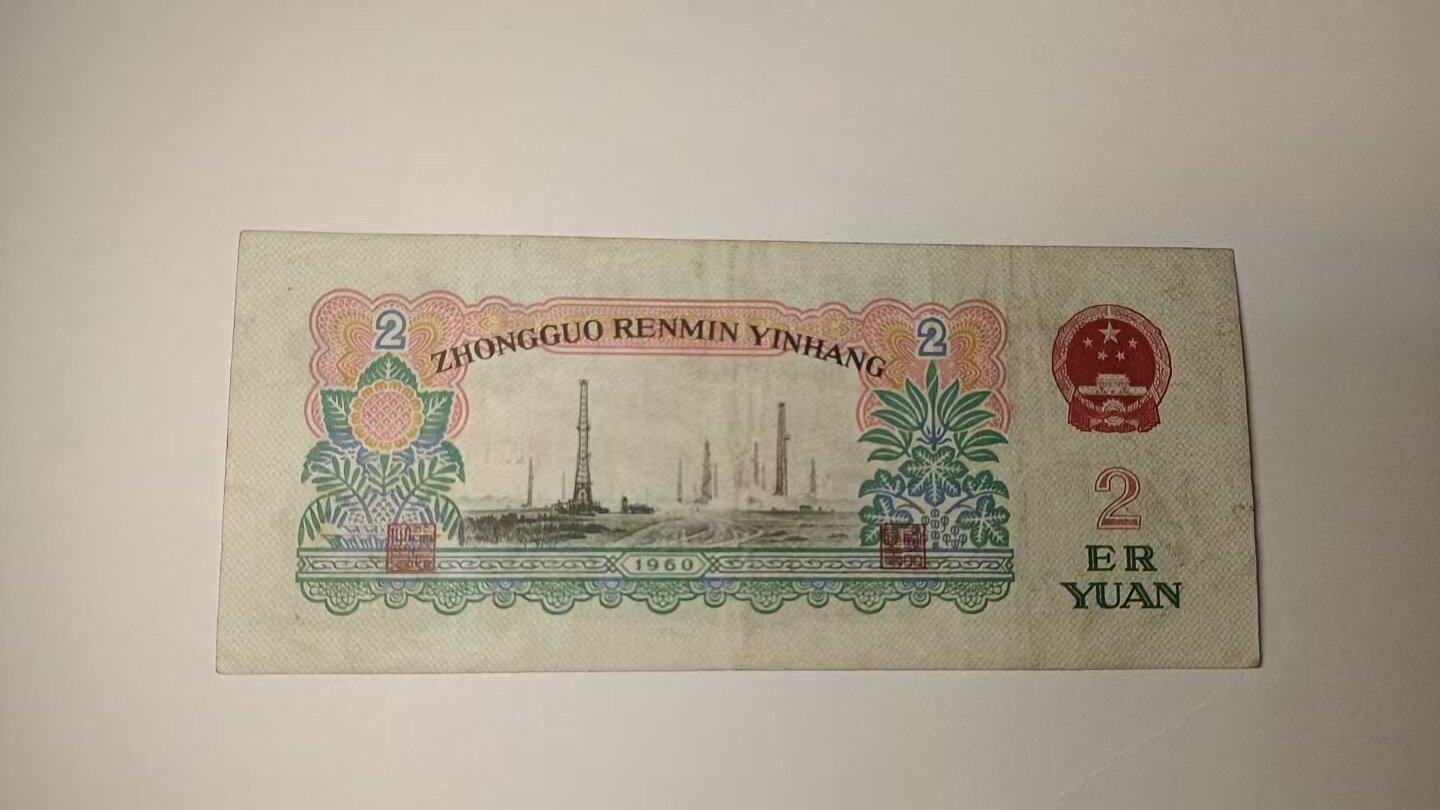 2
ZHONGGUO RENMIN YINHANG
2
1960
2
ER
YUAN